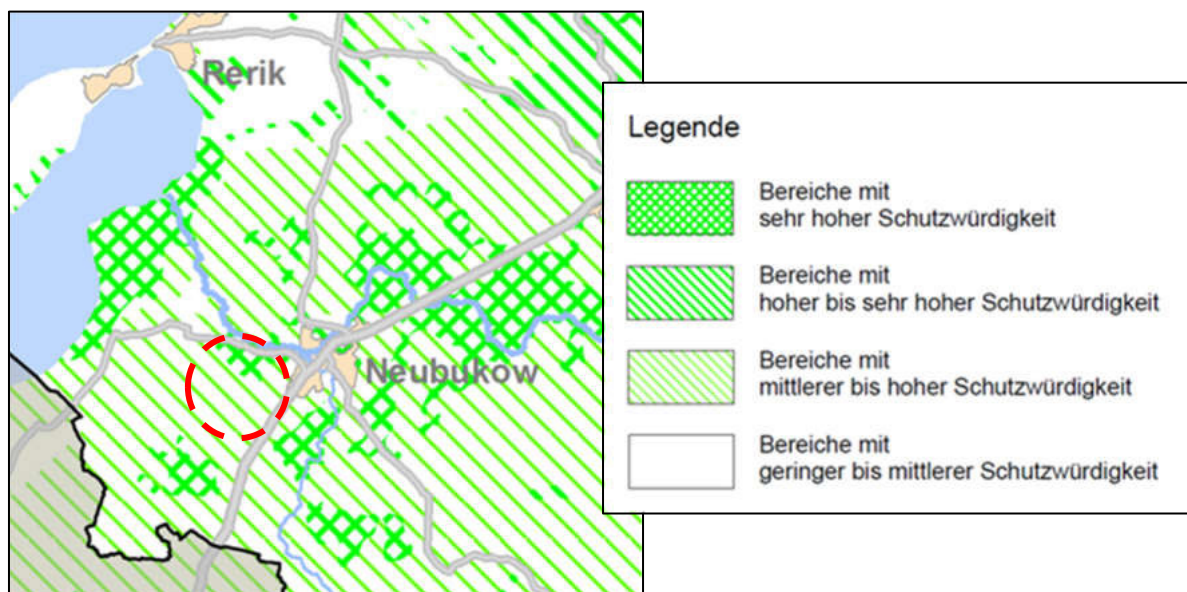 Rerik
Neubukow
Legende
Bereiche mit
sehr hoher Schutzwürdigkeit
Bereiche mit
hoher bis sehr hoher Schutzwürdigkeit
Bereiche mit
mittlerer bis hoher Schutzwürdigkeit
Bereiche mit
geringer bis mittlerer Schutzwürdigkeit